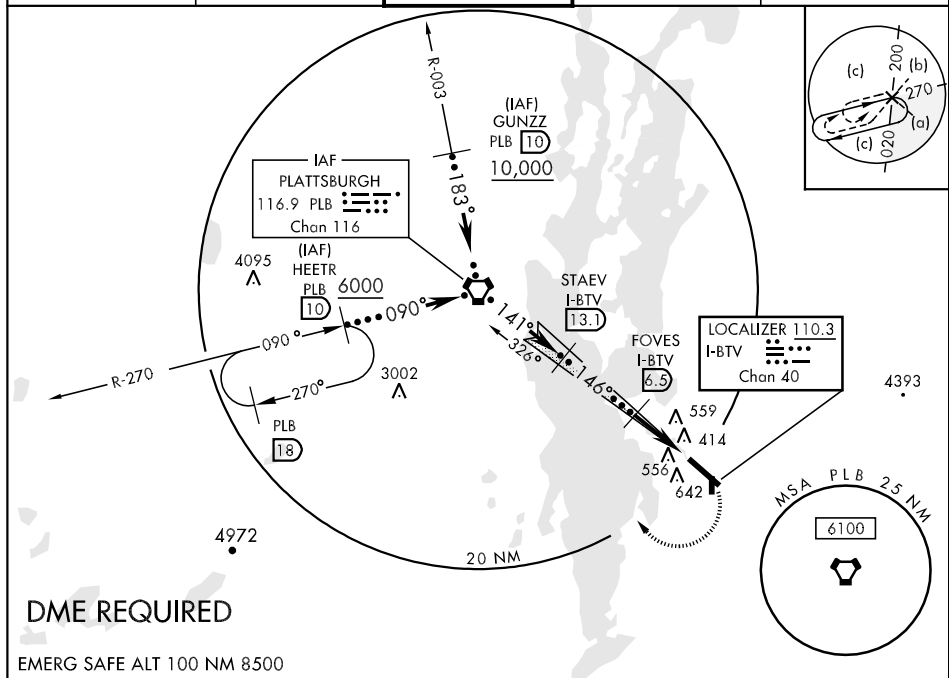 (c)
200
(b)
270
(c)
020
(a)
R-003
(IAF)
GUNZZ
PLB 10
10,000
183°
IAF
PLATTSBURGH
116.9 PLB
Chan 116
4095
(IAF)
HEETR
PLB
10
6000
090°
090°
270°
R-270
3002
PLB
18
141°
326°
146°
STAEV
I-BTV
13.1
FOVES
I-BTV
6.5
LOCALIZER 110.3
I-BTV
Chan 40
4393
559
414
556
642
4972
20 NM
MSA PLB 25 NM
6100
DME REQUIRED
EMERG SAFE ALT 100 NM 8500